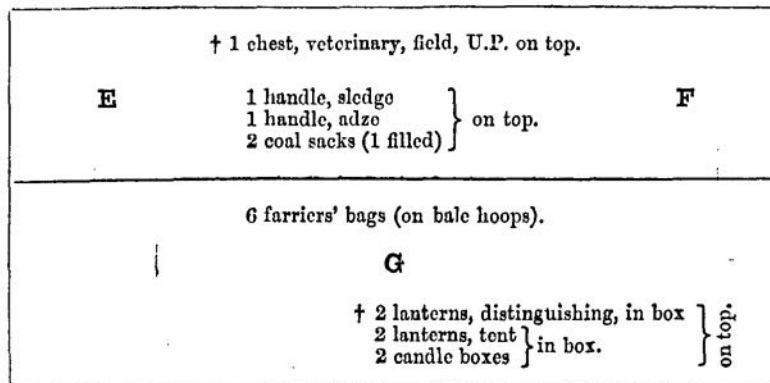 † 1 chest, veterinary, field, U.P. on top.
E
1 handle, sledge
1 handle, adze
2 coal sacks (1 filled)
on top.
F
6 farriers' bags (on bale hoops).
G
† 2 lanterns, distinguishing, in box
2 lanterns, tent
2 candle boxes
in box.
on top.